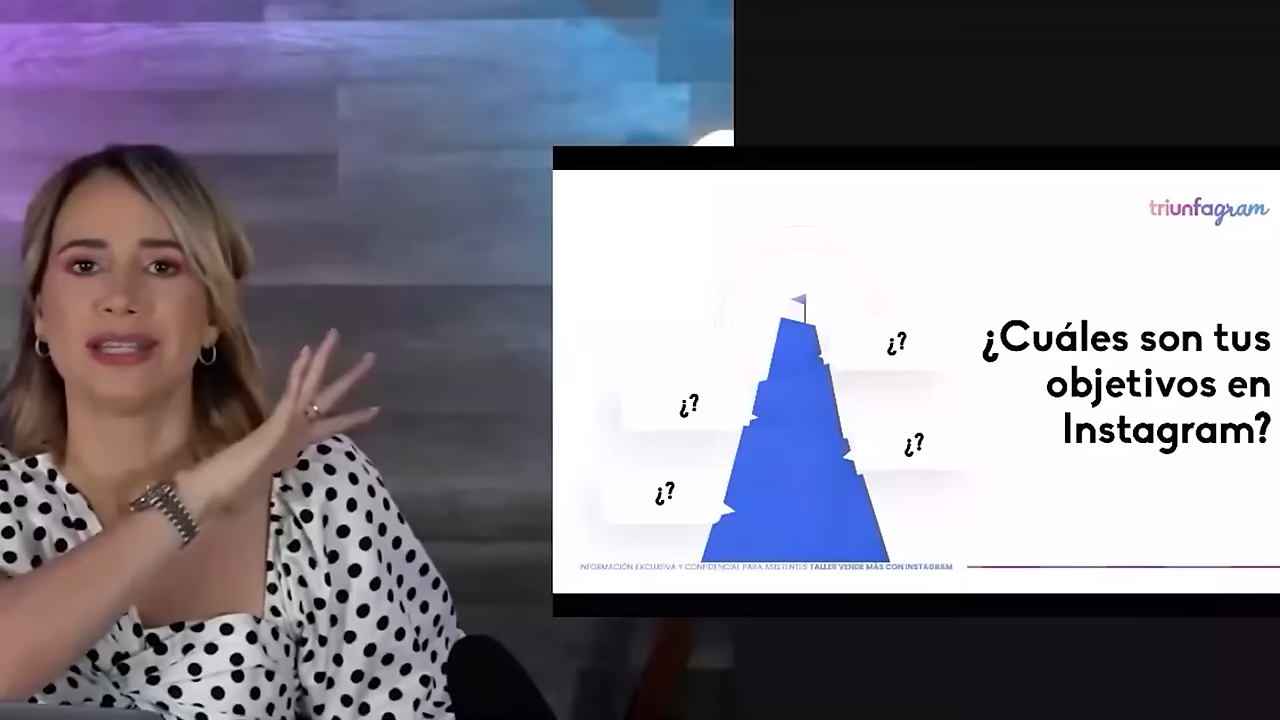 triunfagram
¿?
¿Cuáles son tus
objetivos en
Instagram?
¿?
¿?
¿?
INFORMACIÓN EXCLUSIVA Y CONFIDENCIAL PARA ASISTENTES TALLER VENDE MÁS CON INSTAGRAM